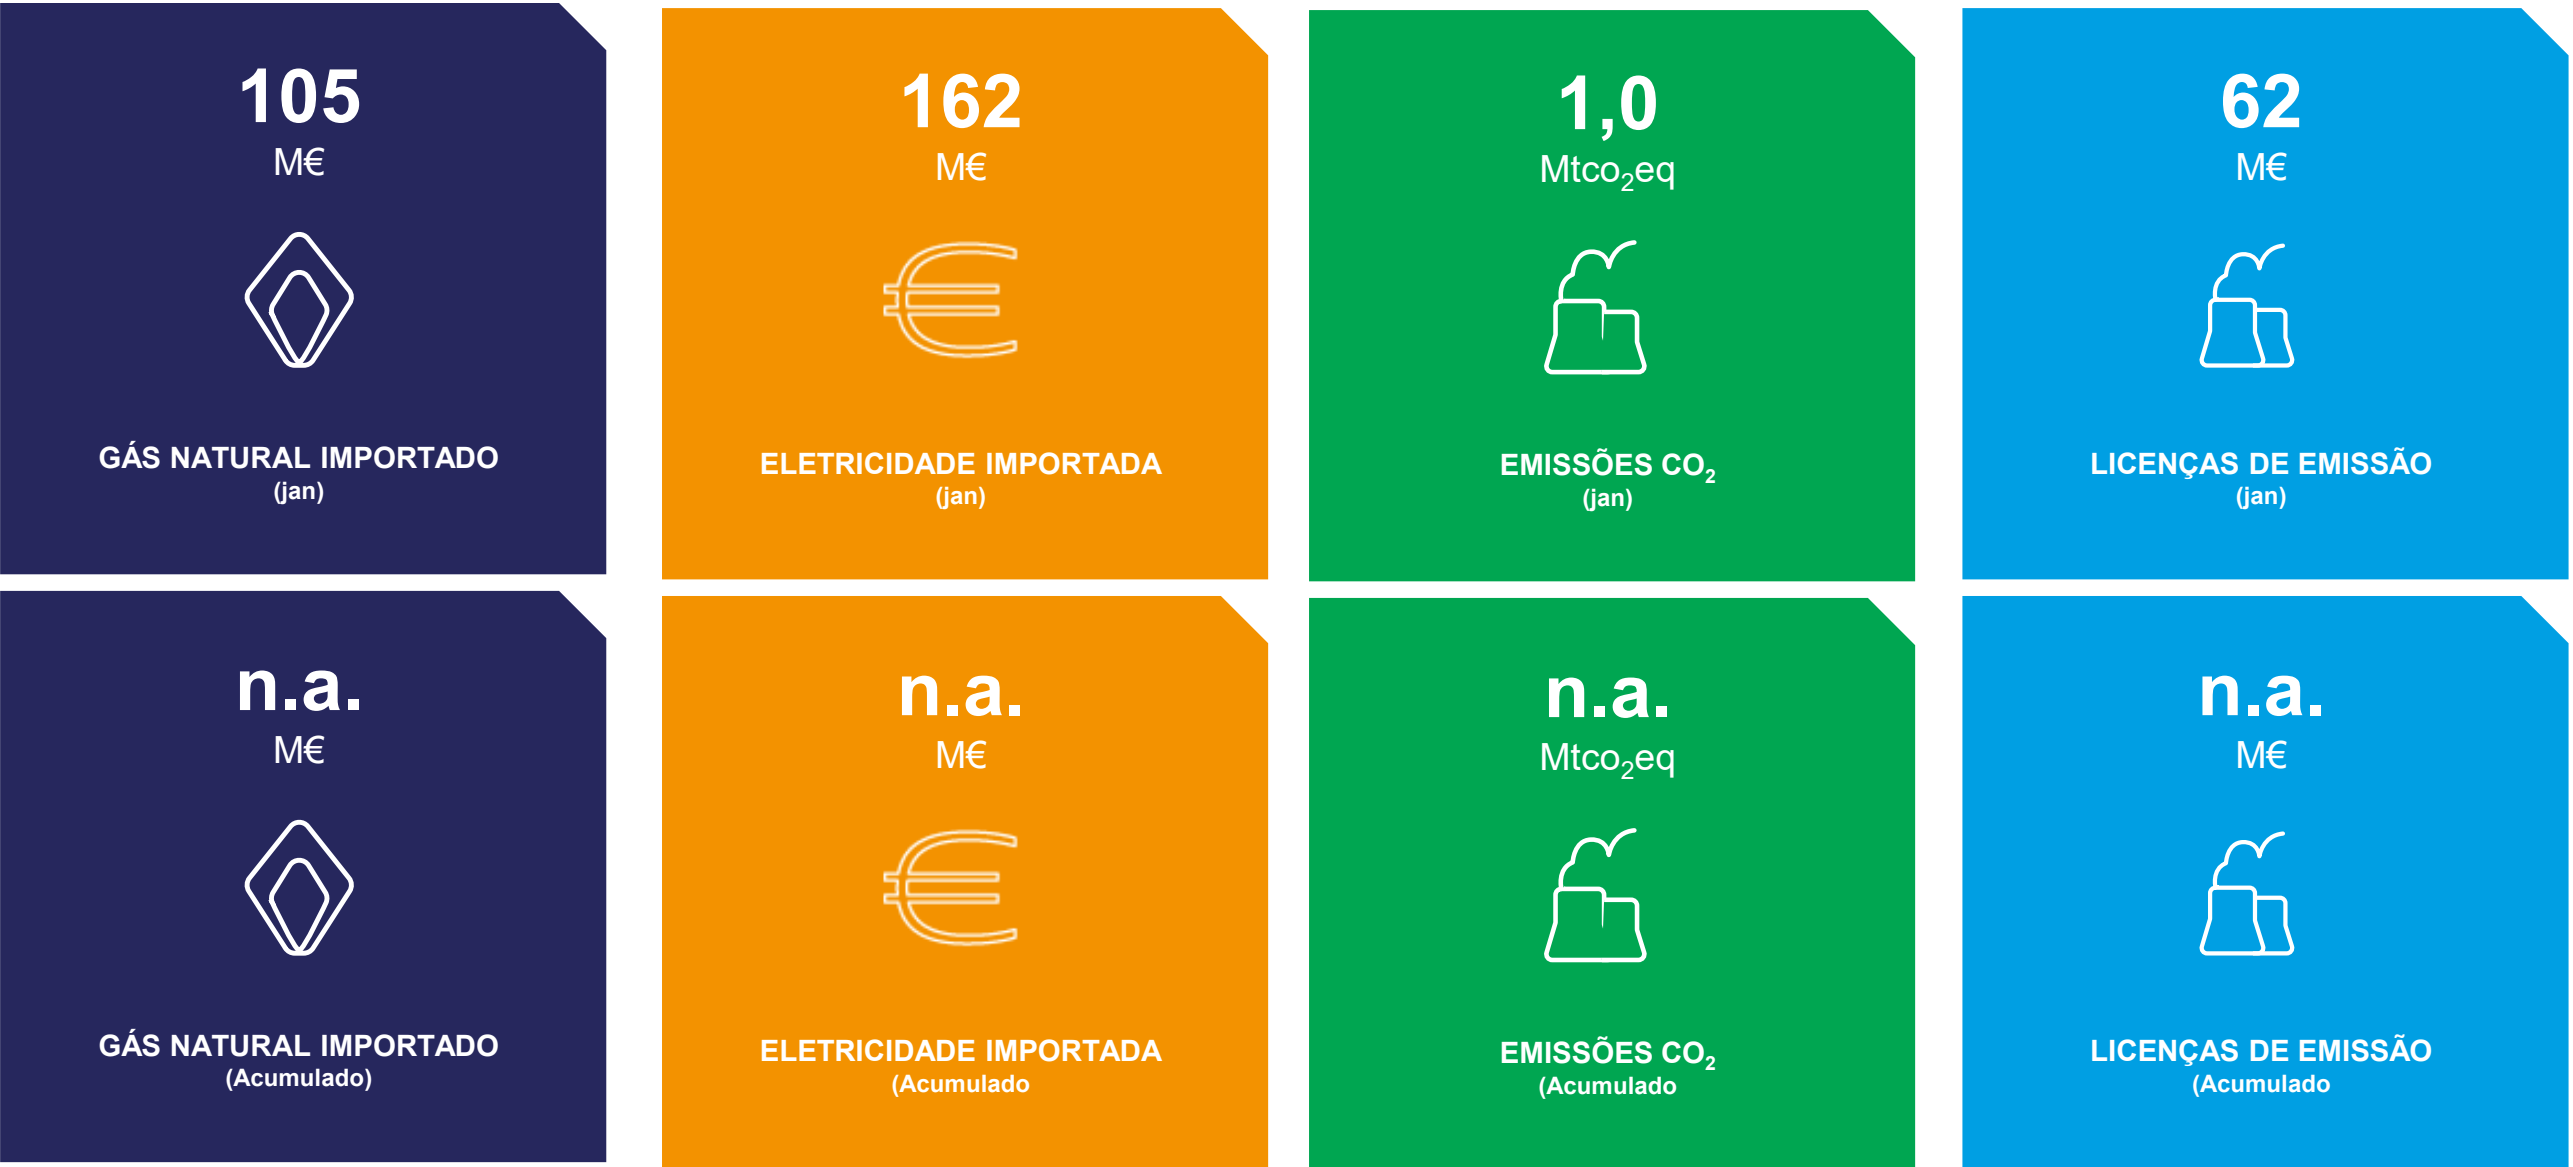 105
M€
GÁS NATURAL IMPORTADO
(jan)
162
M€
ELETRICIDADE IMPORTADA
(jan)
1,0
Mtco₂eq
EMISSÕES CO₂
(jan)
62
M€
LICENÇAS DE EMISSÃO
(jan)
n.a.
M€
GÁS NATURAL IMPORTADO
(Acumulado)
n.a.
M€
ELETRICIDADE IMPORTADA
(Acumulado
n.a.
Mtco₂eq
EMISSÕES CO₂
(Acumulado
n.a.
M€
LICENÇAS DE EMISSÃO
(Acumulado